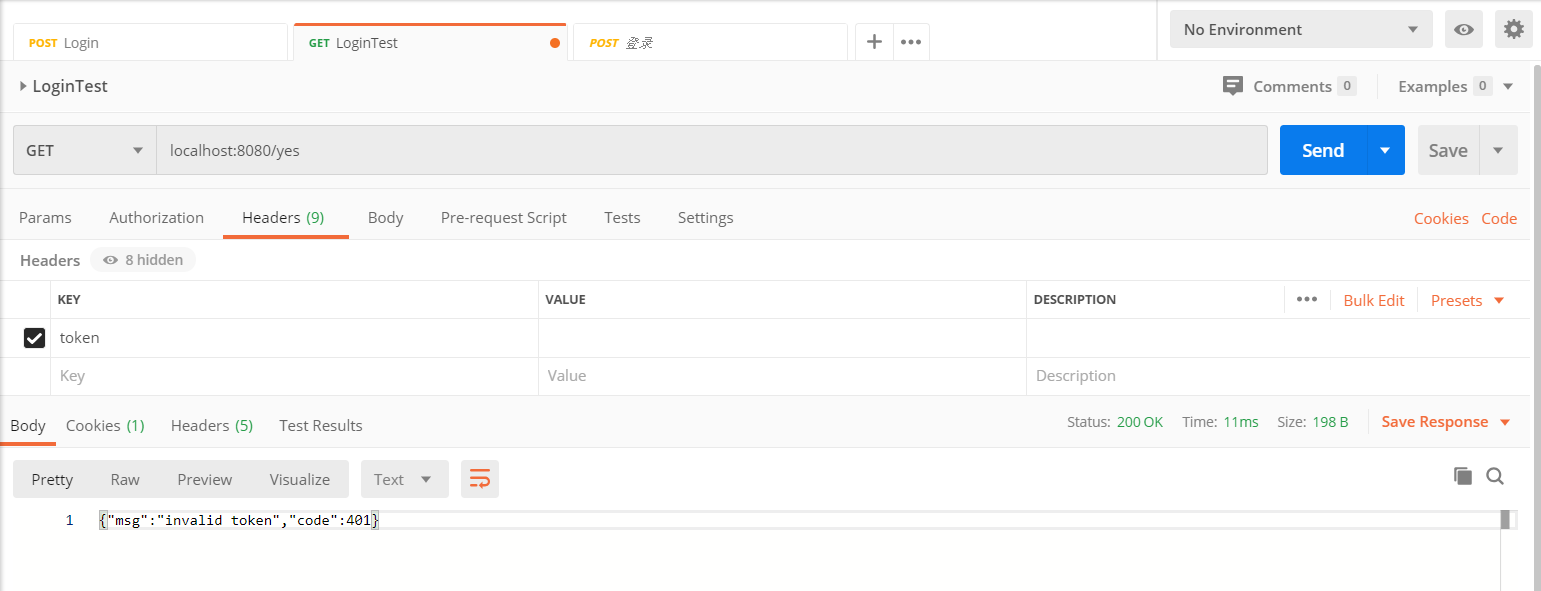 POST Login
GET LoginTest
POST 登录
No Environment
LoginTest
Comments 0
Examples 0
GET
localhost:8080/yes
Send
Save
Params
Authorization
Headers (9)
Body
Pre-request Script
Tests
Settings
Cookies
Code
Headers
8 hidden
KEY
VALUE
DESCRIPTION
Bulk Edit
Presets
token
Key
Value
Description
Body
Cookies (1)
Headers (5)
Test Results
Status: 200 OK
Time: 11ms
Size: 198 B
Save Response
Pretty
Raw
Preview
Visualize
Text
1
{"msg":"invalid token","code":401}